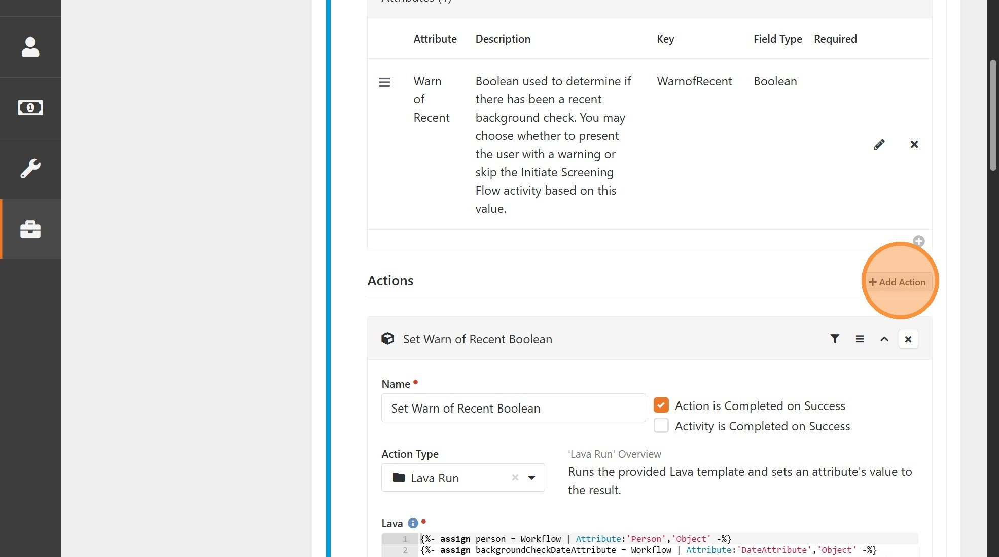 Attributes (1)
Attribute Description Key Field Type Required
Warn of Recent
Boolean used to determine if
there has been a recent
background check. You may
choose whether to present
the user with a warning or
skip the Initiate Screening
Flow activity based on this
value.
WarnofRecent
Boolean
Actions
Add Action
Set Warn of Recent Boolean
Name
Set Warn of Recent Boolean
Action is Completed on Success
Activity is Completed on Success
Action Type
Lava Run
'Lava Run' Overview
Runs the provided Lava template and sets an attribute's value to
the result.
Lava
1 {%- assign person = Workflow | Attribute:'Person','Object' -%}
2 {%- assign backgroundCheckDateAttribute = Workflow | Attribute:'DateAttribute','Object' -%}